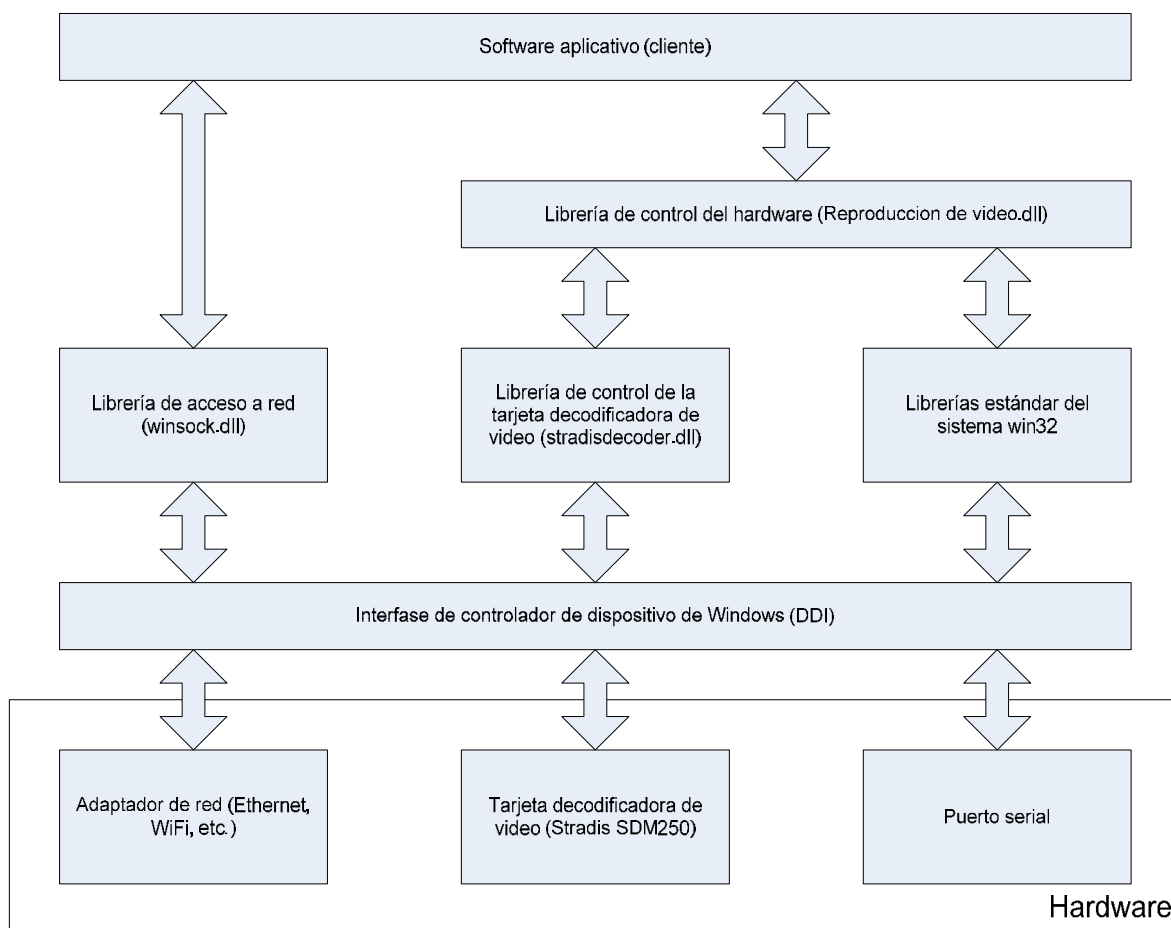 Software aplicativo (cliente)
Librería de control del hardware (Reproduccion de video.dll)
Librería de acceso a red
(winsock.dll)
Librería de control de la
tarjeta decodificadora de
video (stradisdecoder.dll)
Librerías estándar del
sistema win32
Interfase de controlador de dispositivo de Windows (DDI)
Adaptador de red (Ethernet,
WiFi, etc.)
Tarjeta decodificadora de
video (Stradis SDM250)
Puerto serial
Hardware